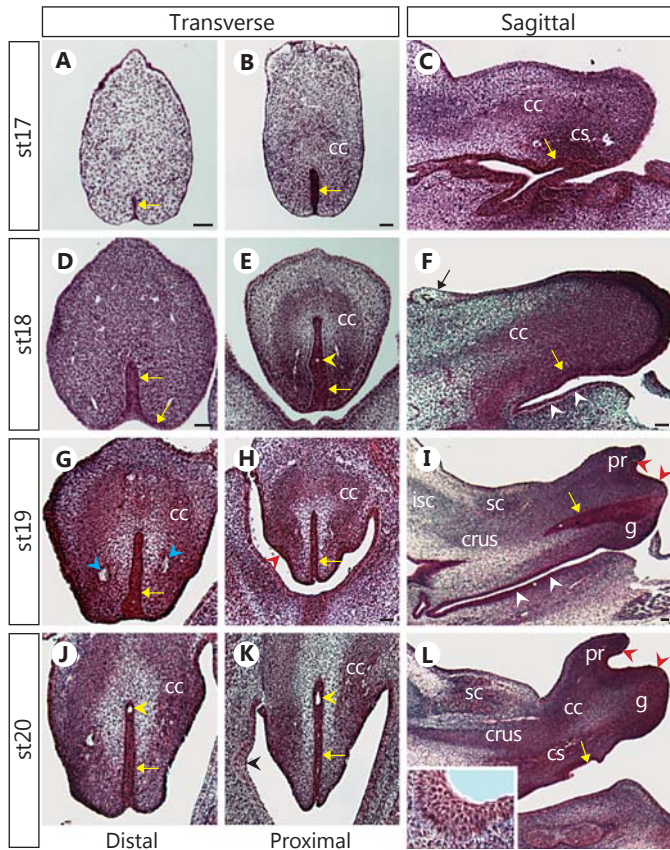 Transverse Sagittal
st17
A B C
cc cc
cs
st18
D E F
cc cc
st19
G H I
pr
cc cc isc sc
crus g
st20
J K L
pr
cc cc sc cc g
crus
cs
Distal Proximal